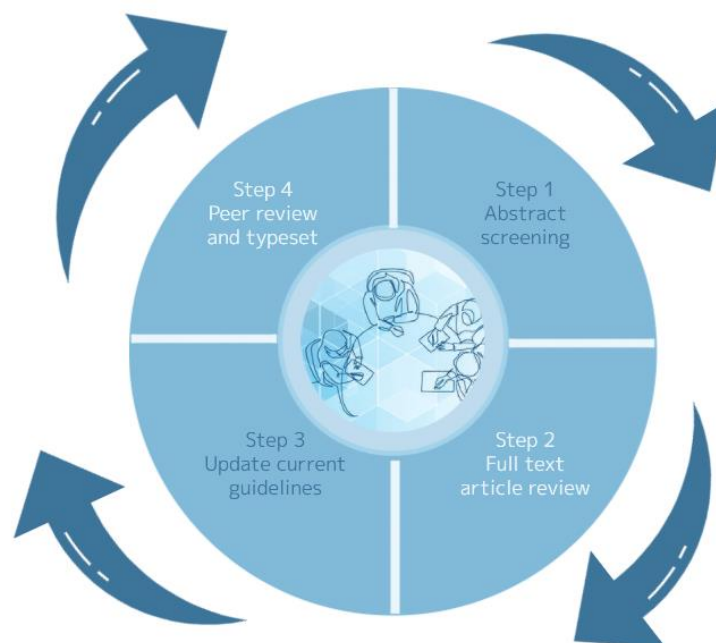 Step 1
Abstract
screening
Step 2
Full text
article review
Step 3
Update current
guidelines
Step 4
Peer review
and typeset